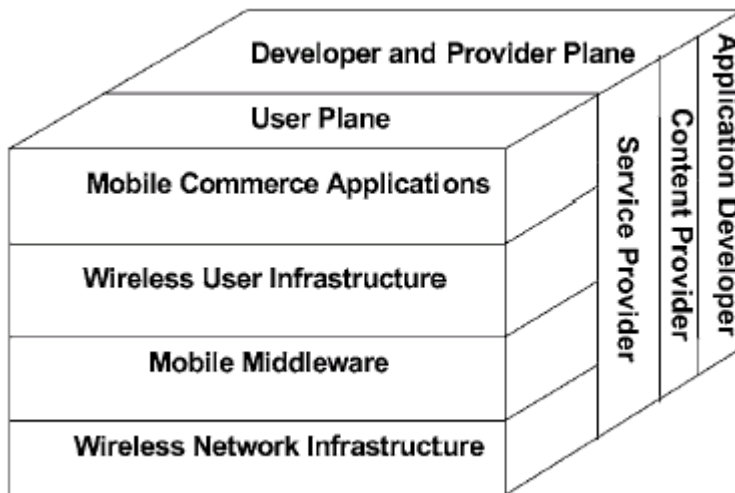 Developer and Provider Plane
User Plane
Mobile Commerce Applications
Wireless User Infrastructure
Mobile Middleware
Wireless Network Infrastructure
Service Provider
Content Provider
Application Developer